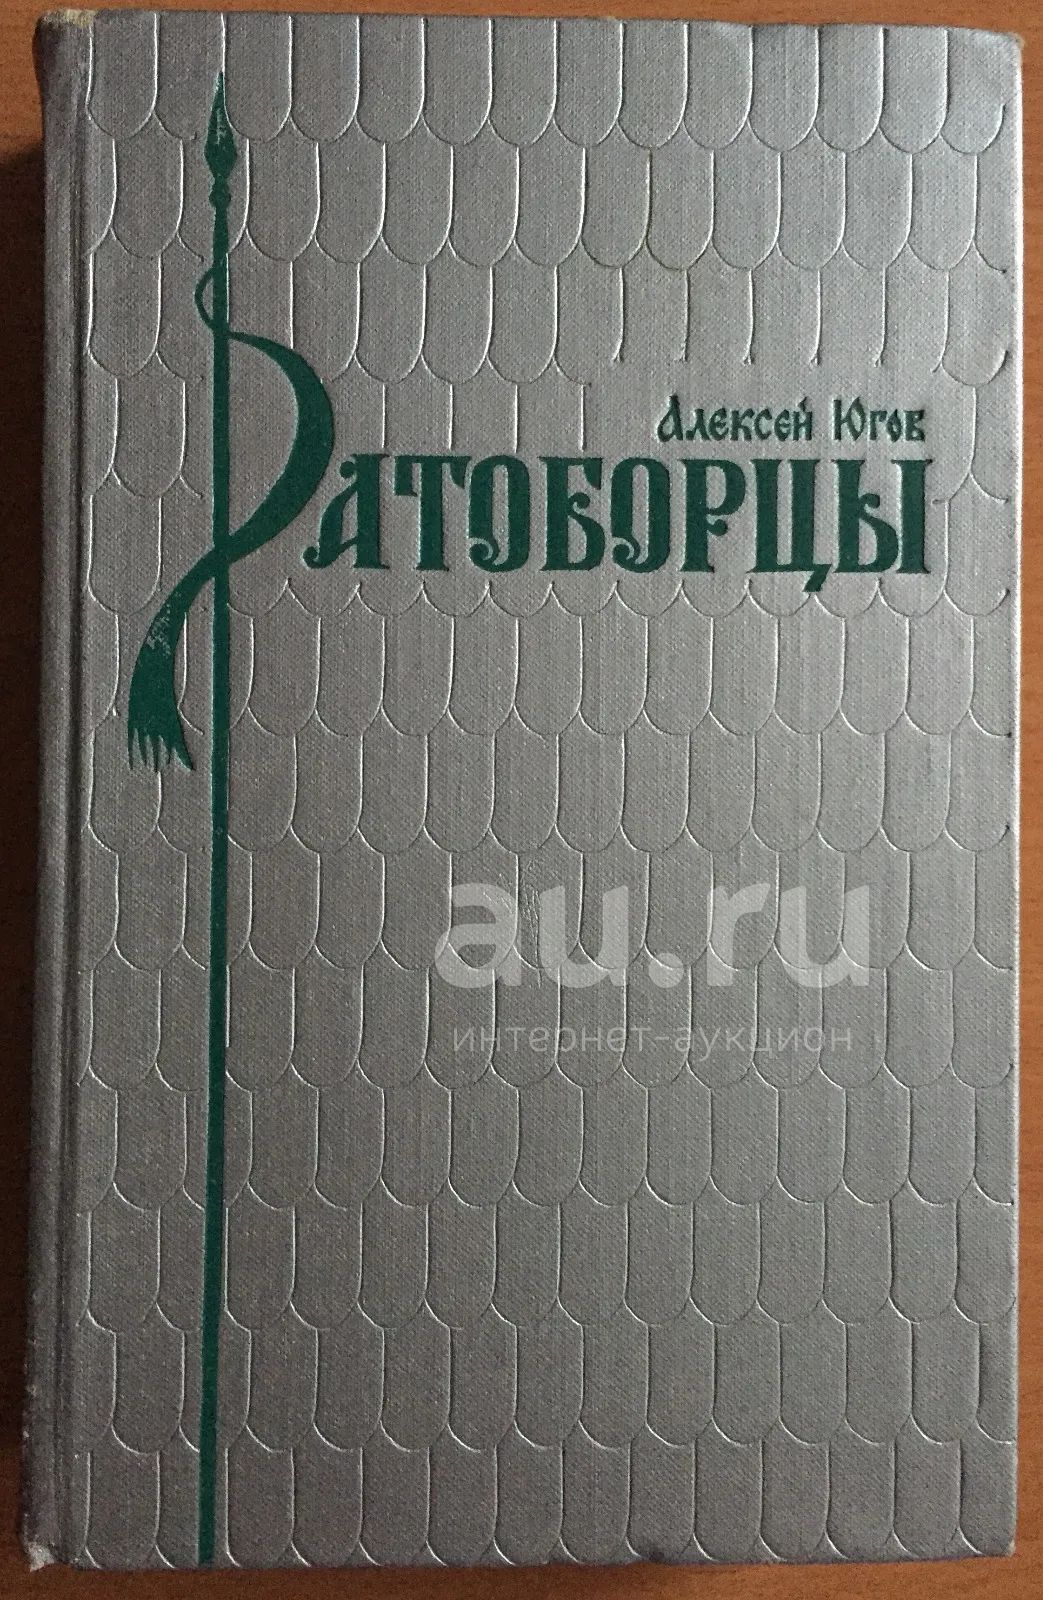 Алексей Югов
РАТОБОРЦЫ
au.ru
интернет-аукцион